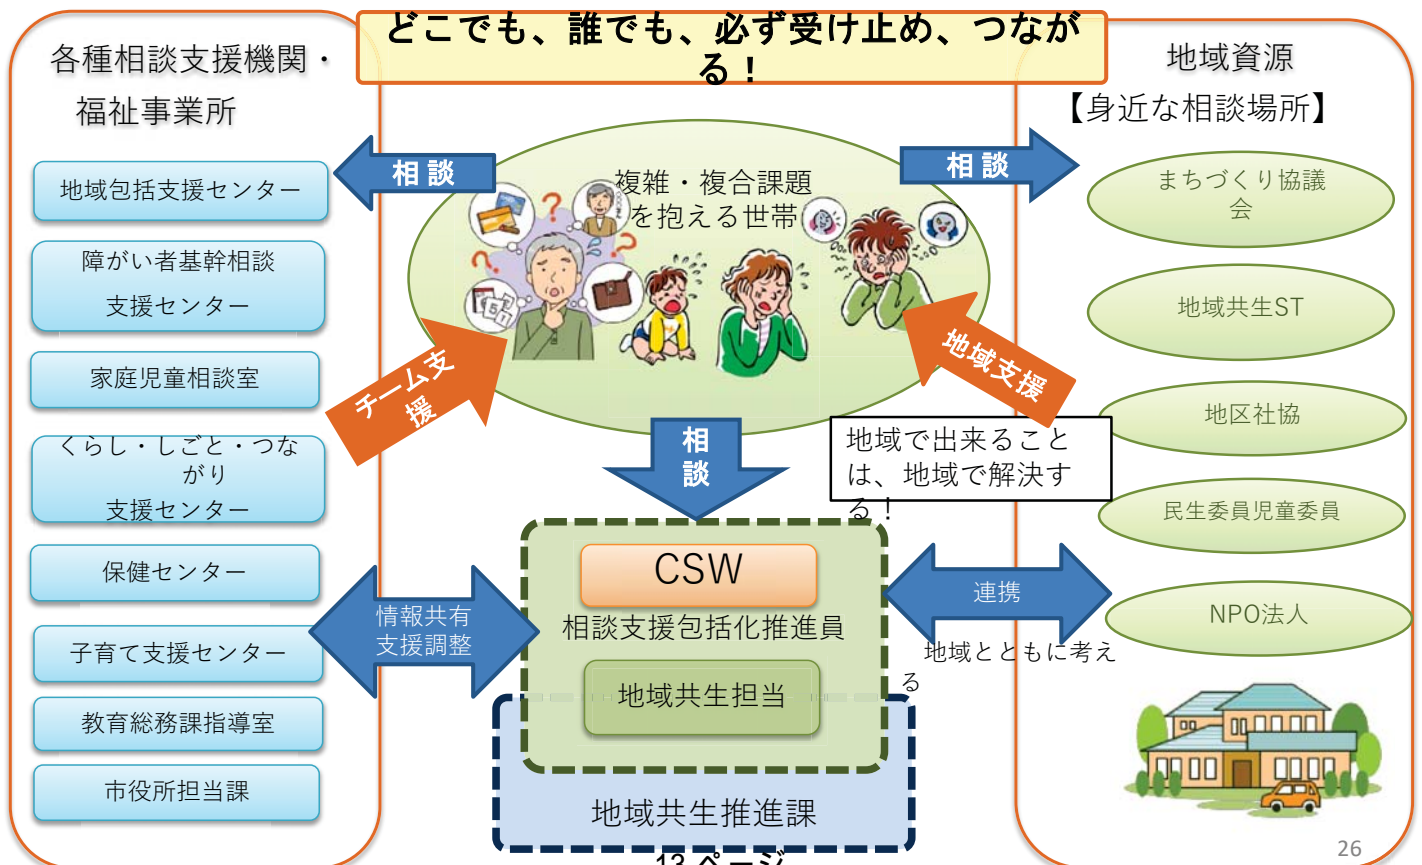 どこでも、誰でも、必ず受け止め、つなが
る！
各種相談支援機関・
福祉事業所
地域包括支援センター
障がい者基幹相談
支援センター
家庭児童相談室
くらし・しごと・つな
がり
支援センター
保健センター
子育て支援センター
教育総務課指導室
市役所担当課
相談
複雑・複合課題
を抱える世帯
相談
チーム支
援
地域支援
相
談
地域で出来ること
は、地域で解決す
る！
CSW
相談支援包括化推進員
地域共生担当
地域共生推進課
情報共有
支援調整
連携
地域とともに考え
る
地域資源
【身近な相談場所】
まちづくり協議
会
地域共生ST
地区社協
民生委員児童委員
NPO法人
13 ページ
26